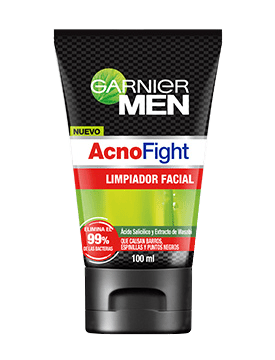 GARNIER
MEN
NUEVO
AcnoFight
LIMPIADOR FACIAL
ELIMINA EL
99%
DE LAS BACTERIAS
Ácido Salicílico y Extracto de
QUE CAUSAN BARROS,
ESPINILLAS Y PUNTOS NEGROS
100 ml